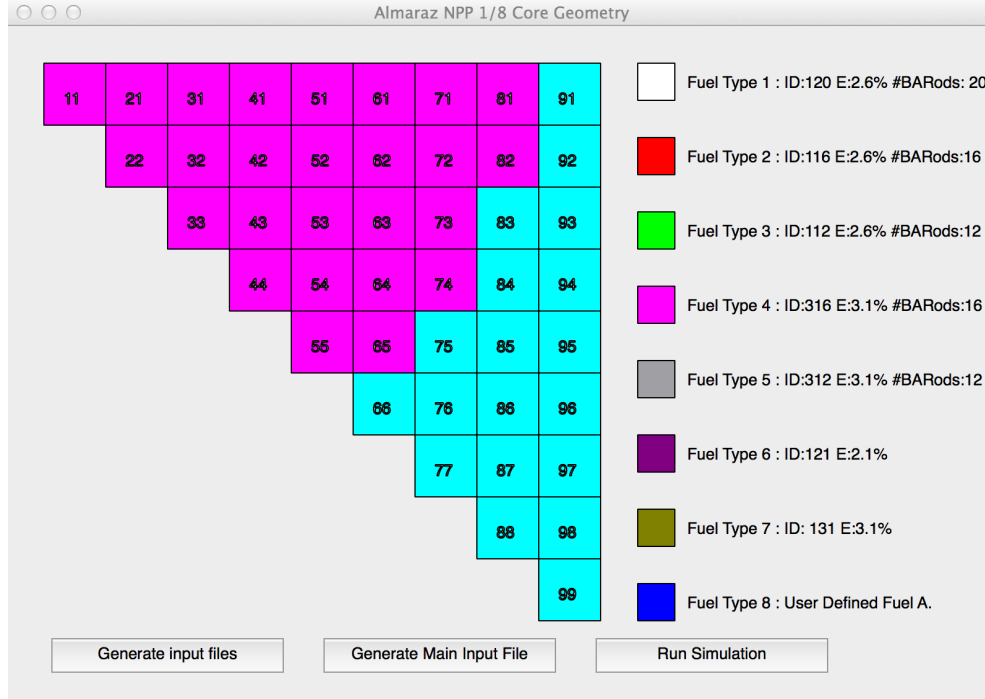 Almaraz NPP 1/8 Core Geometry
11 21 31 41 51 61 71 81 91
Fuel Type 1 : ID:120 E:2.6% #BARods: 20
22 32 42 52 62 72 82 92
Fuel Type 2 : ID:116 E:2.6% #BARods:16
33 43 53 63 73 83 93
Fuel Type 3 : ID:112 E:2.6% #BARods:12
44 54 64 74 84 94
Fuel Type 4 : ID:316 E:3.1% #BARods:16
55 65 75 85 95
Fuel Type 5 : ID:312 E:3.1% #BARods:12
66 76 86 96
Fuel Type 6 : ID:121 E:2.1%
77 87 97
Fuel Type 7 : ID: 131 E:3.1%
88 98
Fuel Type 8 : User Defined Fuel A.
99
Generate input files
Generate Main Input File
Run Simulation